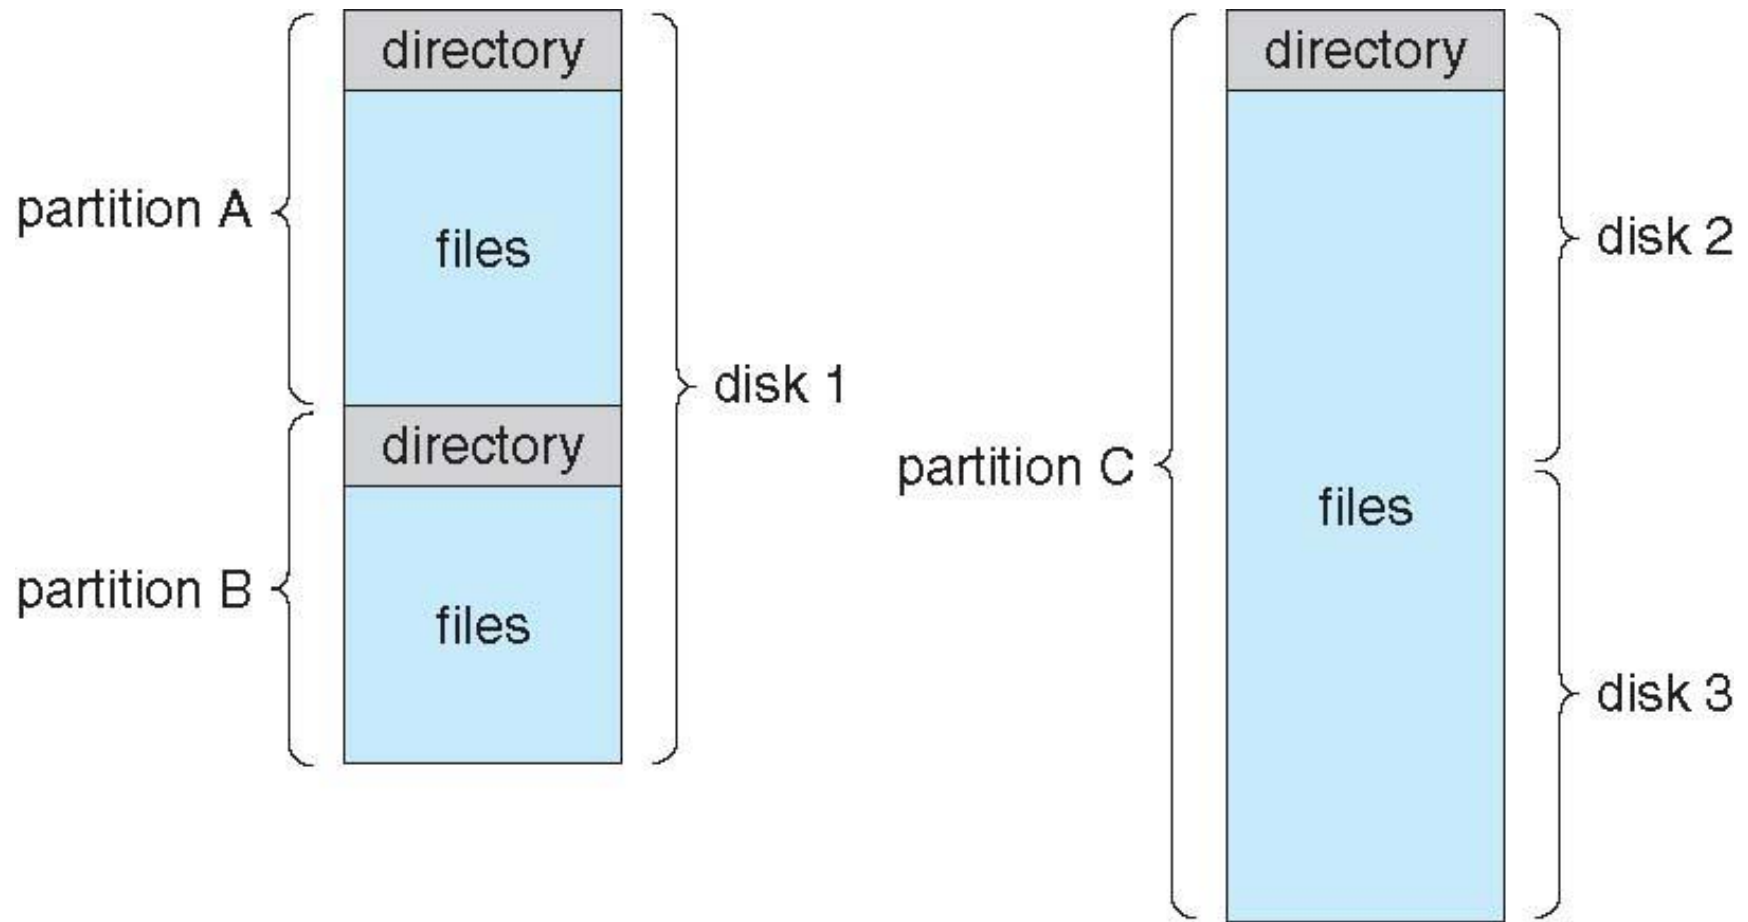 directory
partition A
files
disk 1
directory
partition B
files
directory
disk 2
partition C
files
disk 3